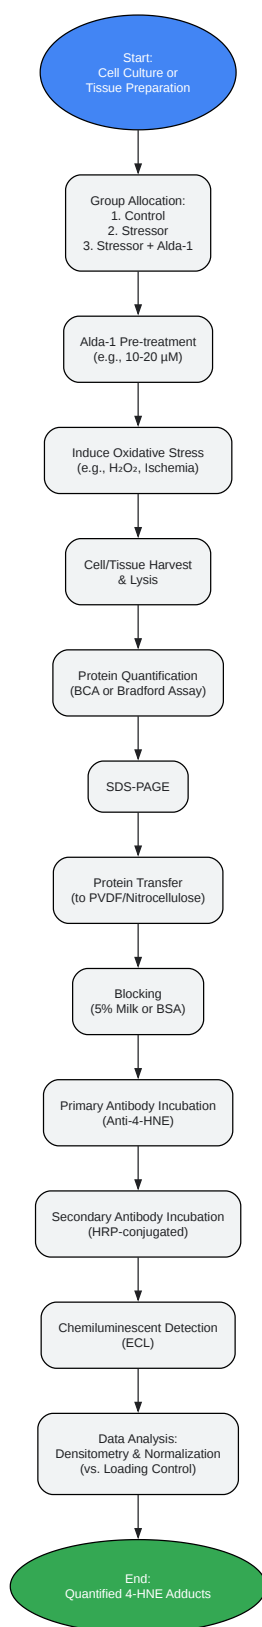 Start:
Cell Culture or
Tissue Preparation
Group Allocation:
1. Control
2. Stressor
3. Stressor + Alda-1
Alda-1 Pre-treatment
(e.g., 10-20 µM)
Induce Oxidative Stress
(e.g., H₂O₂, Ischemia)
Cell/Tissue Harvest
& Lysis
Protein Quantification
(BCA or Bradford Assay)
SDS-PAGE
Protein Transfer
(to PVDF/Nitrocellulose)
Blocking
(5% Milk or BSA)
Primary Antibody Incubation
(Anti-4-HNE)
Secondary Antibody Incubation
(HRP-conjugated)
Chemiluminescent Detection
(ECL)
Data Analysis:
Densitometry & Normalization
(vs. Loading Control)
End:
Quantified 4-HNE Adducts